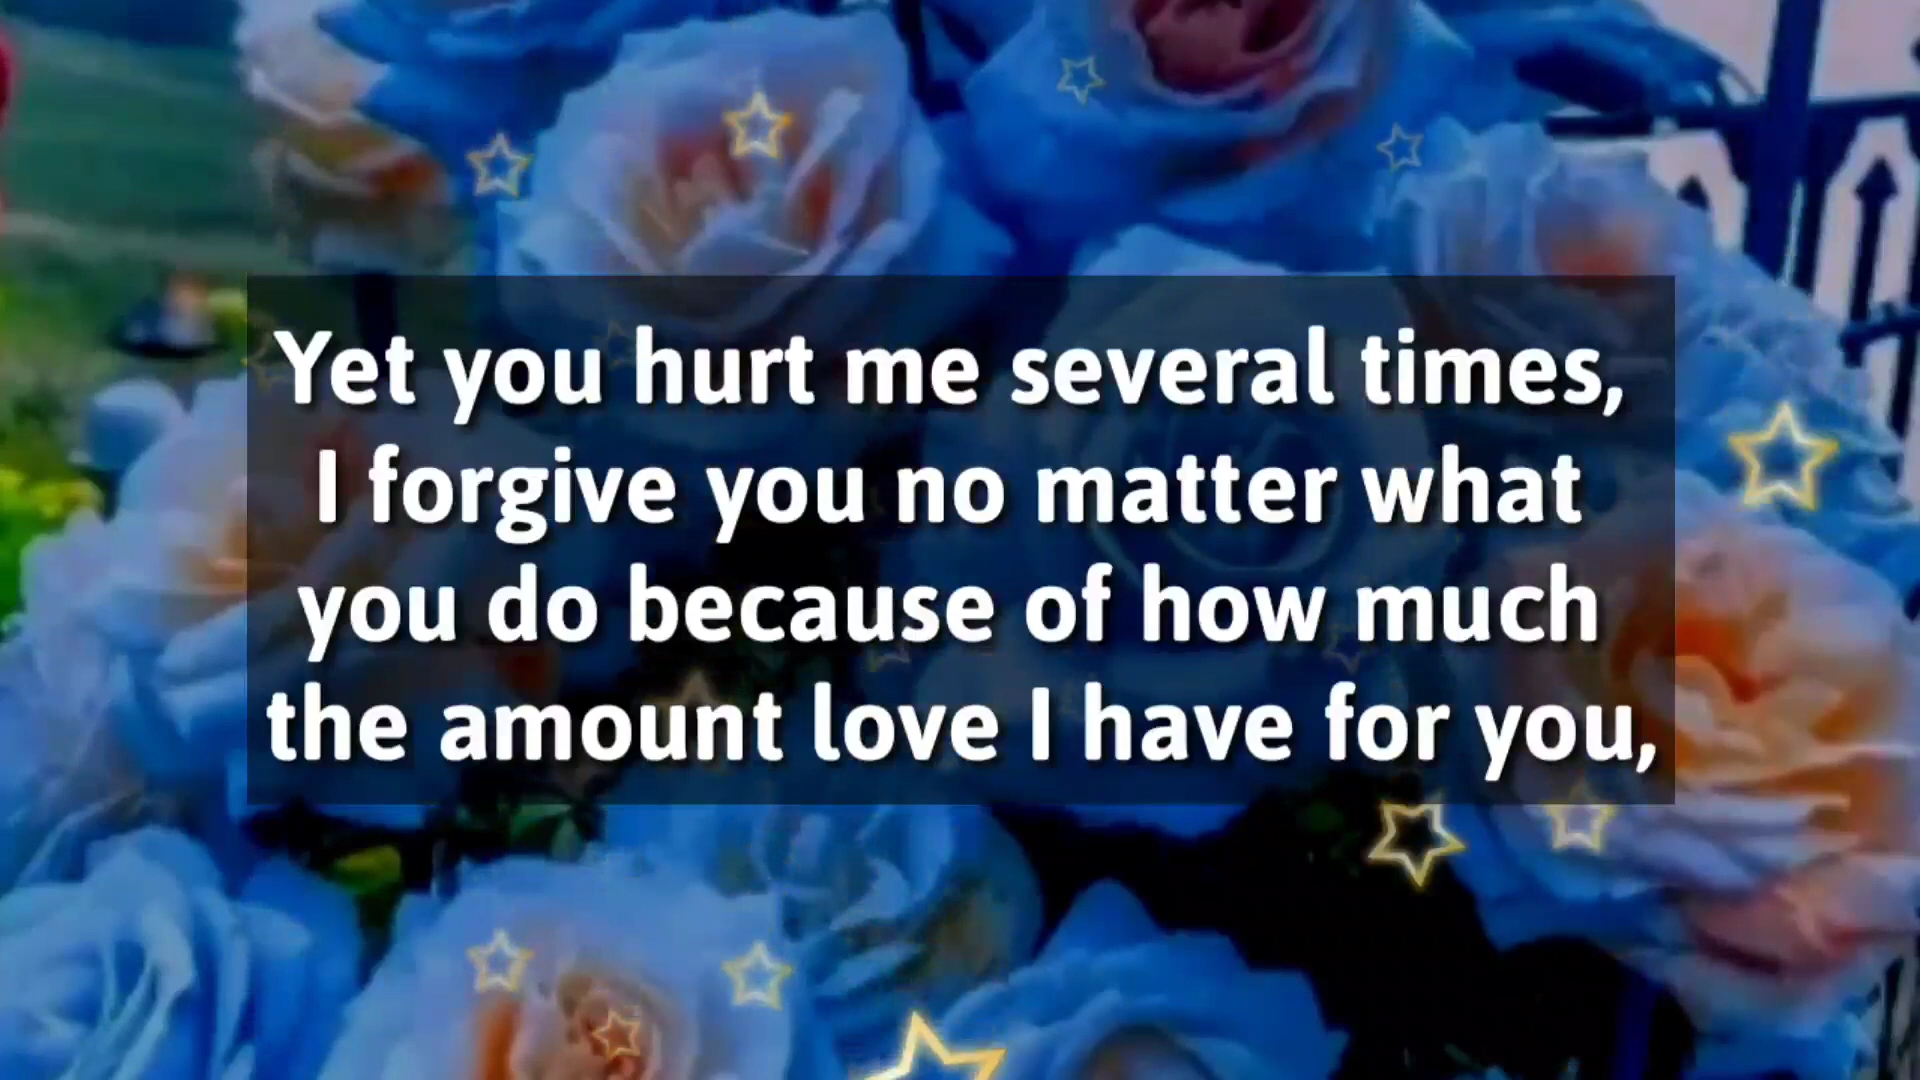 Yet you hurt me several times,
I forgive you no matter what
you do because of how much
the amount love I have for you,